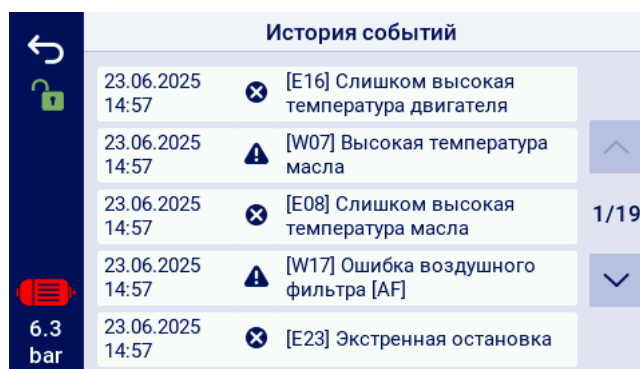 История событий
23.06.2025
14:57
[E16] Слишком высокая
температура двигателя
23.06.2025
14:57
[W07] Высокая температура
масла
23.06.2025
14:57
[E08] Слишком высокая
температура масла
1/19
23.06.2025
14:57
[W17] Ошибка воздушного
фильтра [AF]
23.06.2025
14:57
[E23] Экстренная остановка
6.3
bar